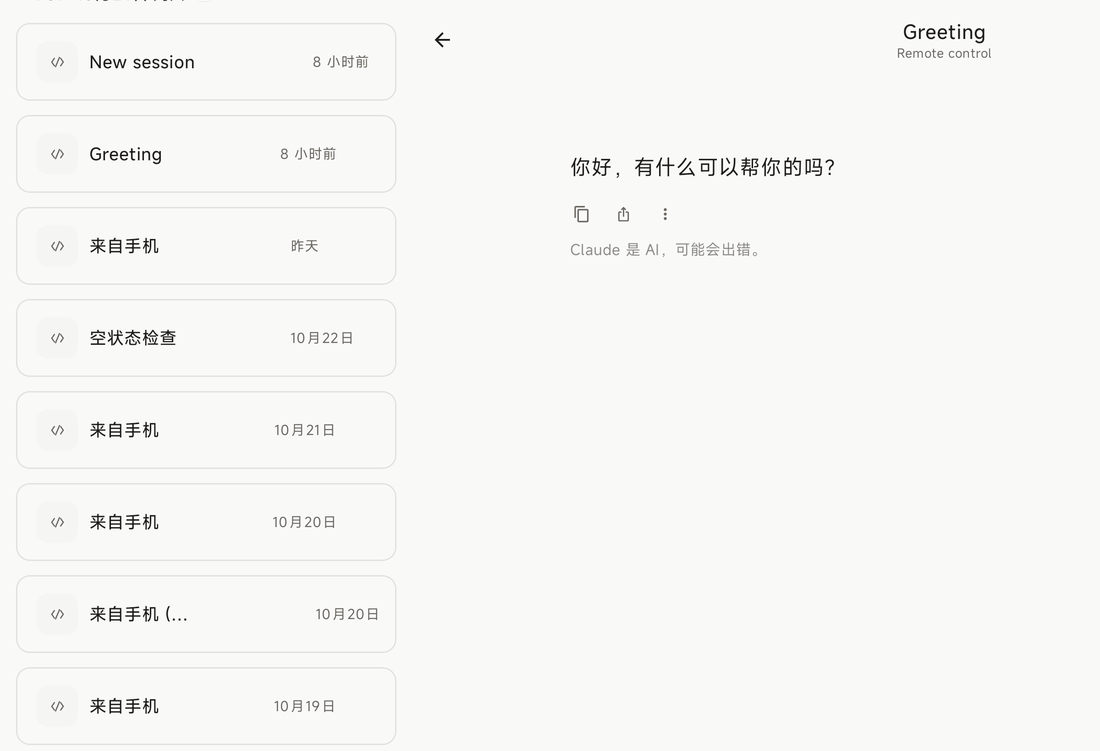 New session 8 小时前
Greeting 8 小时前
来自手机 昨天
空状态检查 10月22日
来自手机 10月21日
来自手机 10月20日
来自手机 (... 10月20日
来自手机 10月19日
Greeting
Remote control
你好，有什么可以帮你的吗？
Claude 是 AI，可能会出错。